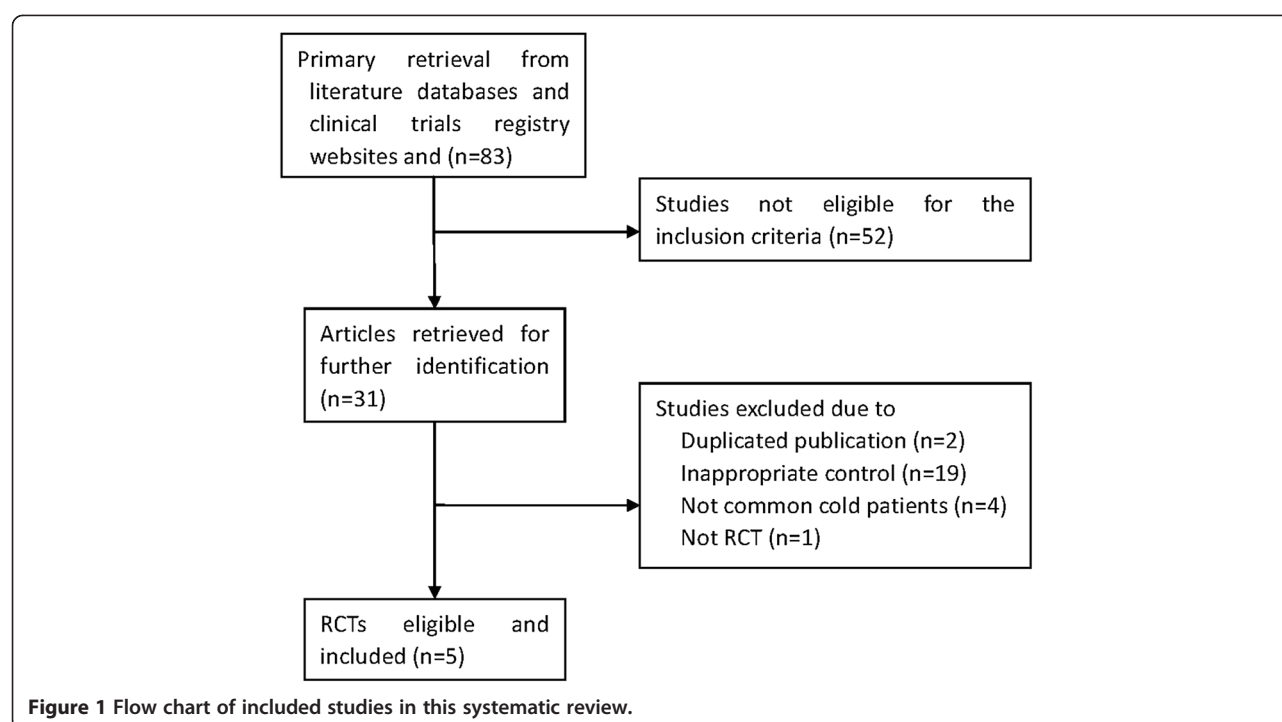 Primary retrieval from
literature databases and
clinical trials registry
websites and (n=83)
Studies not eligible for the
inclusion criteria (n=52)
Articles retrieved for
further identification
(n=31)
Studies excluded due to
Duplicated publication (n=2)
Inappropriate control (n=19)
Not common cold patients (n=4)
Not RCT (n=1)
RCTs eligible and
included (n=5)
Figure 1 Flow chart of included studies in this systematic review.